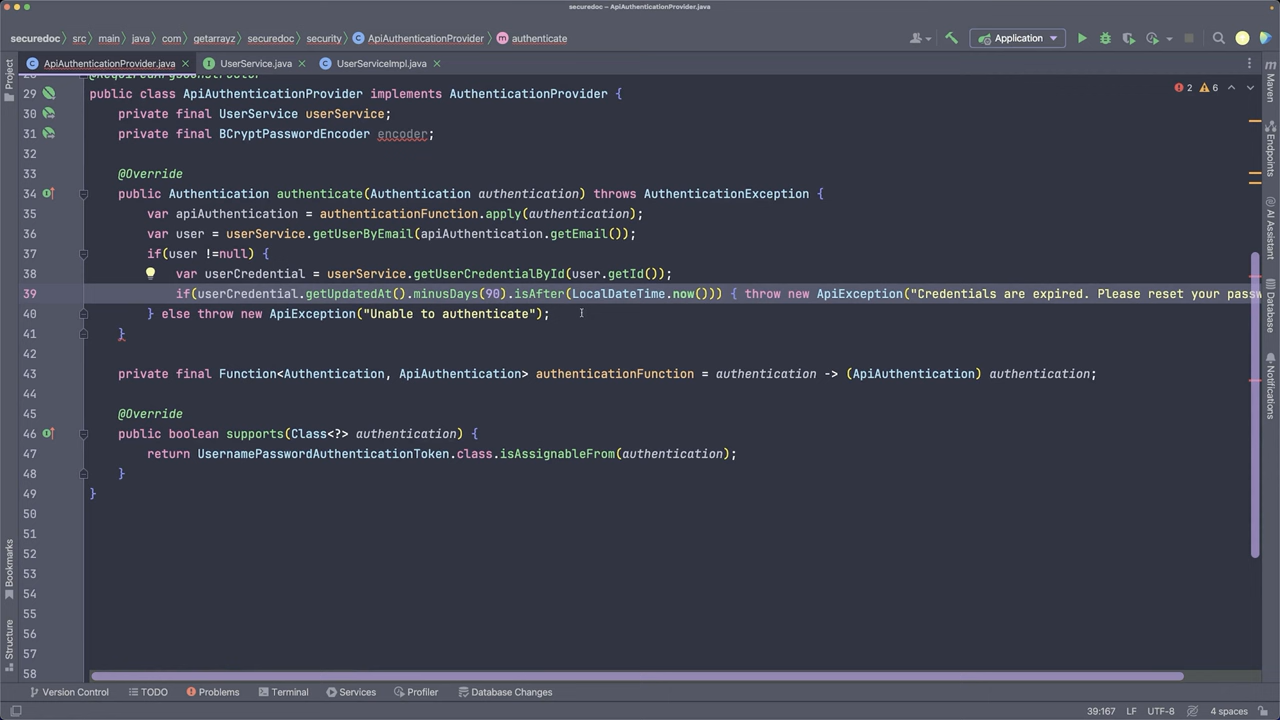 securedoc – ApiAuthenticationProvider.java
securedoc src main java com getarrayz securedoc security ApiAuthenticationProvider authenticate
Application
ApiAuthenticationProvider.java UserService.java UserServiceImpl.java
2 6
29 public class ApiAuthenticationProvider implements AuthenticationProvider {
30 private final UserService userService;
31 private final BCryptPasswordEncoder encoder;
32
33 @Override
34 public Authentication authenticate(Authentication authentication) throws AuthenticationException {
35 var apiAuthentication = authenticationFunction.apply(authentication);
36 var user = userService.getUserByEmail(apiAuthentication.getEmail());
37 if(user !=null) {
38 var userCredential = userService.getUserCredentialById(user.getId());
39 if(userCredential.getUpdatedAt().minusDays(90).isAfter(LocalDateTime.now())) { throw new ApiException("Credentials are expired. Please reset your passw
40 } else throw new ApiException("Unable to authenticate");
41 }
42
43 private final Function<Authentication, ApiAuthentication> authenticationFunction = authentication -> (ApiAuthentication) authentication;
44
45 @Override
46 public boolean supports(Class<?> authentication) {
47 return UsernamePasswordAuthenticationToken.class.isAssignableFrom(authentication);
48 }
49 }
50
51
52
53
54
55
56
57
58
Project
Bookmarks
Structure
Maven
Endpoints
AI Assistant
Database
Notifications
Version Control TODO Problems Terminal Services Profiler Database Changes
39:167 LF UTF-8 4 spaces